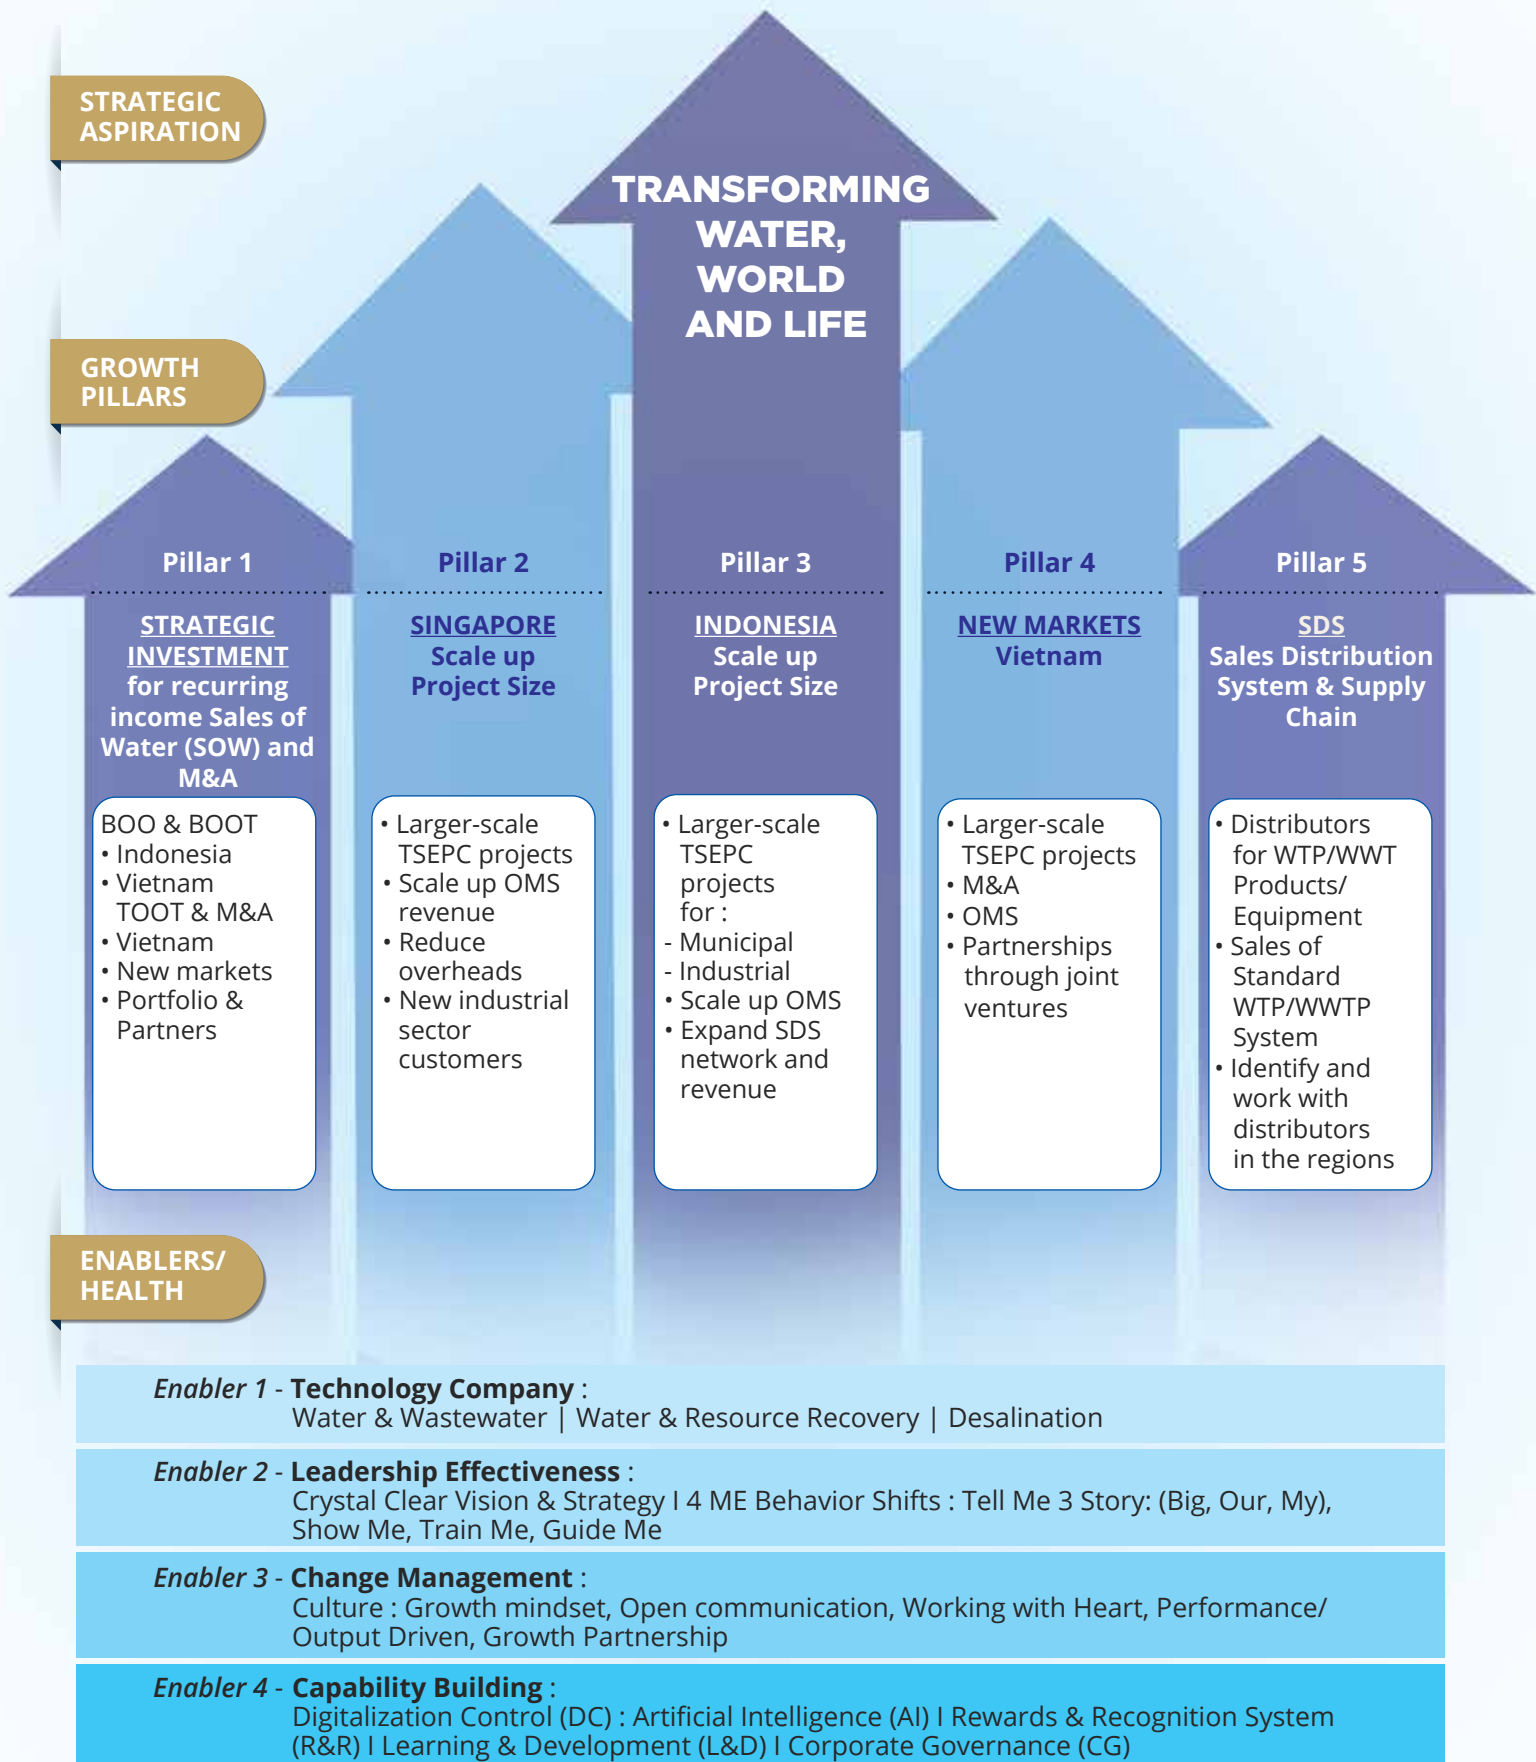 STRATEGIC
ASPIRATION
TRANSFORMING
WATER,
WORLD
AND LIFE
GROWTH
PILLARS
Pillar 1
STRATEGIC
INVESTMENT
for recurring
income Sales of
Water (SOW) and
M&A
BOO & BOOT
• Indonesia
• Vietnam
TOOT & M&A
• Vietnam
• New markets
• Portfolio &
Partners
Pillar 2
SINGAPORE
Scale up
Project Size
• Larger-scale
TSEPC projects
• Scale up OMS
revenue
• Reduce
overheads
• New industrial
sector
customers
Pillar 3
INDONESIA
Scale up
Project Size
• Larger-scale
TSEPC
projects
for :
- Municipal
- Industrial
• Scale up OMS
• Expand SDS
network and
revenue
Pillar 4
NEW MARKETS
Vietnam
• Larger-scale
TSEPC projects
• M&A
• OMS
• Partnerships
through joint
ventures
Pillar 5
SDS
Sales Distribution
System & Supply
Chain
• Distributors
for WTP/WWT
Products/
Equipment
• Sales of
Standard
WTP/WWTP
System
• Identify and
work with
distributors
in the regions
ENABLERS/
HEALTH
Enabler 1 - Technology Company :
Water & Wastewater | Water & Resource Recovery | Desalination
Enabler 2 - Leadership Effectiveness :
Crystal Clear Vision & Strategy I 4 ME Behavior Shifts : Tell Me 3 Story: (Big, Our, My),
Show Me, Train Me, Guide Me
Enabler 3 - Change Management :
Culture : Growth mindset, Open communication, Working with Heart, Performance/
Output Driven, Growth Partnership
Enabler 4 - Capability Building :
Digitalization Control (DC) : Artificial Intelligence (AI) I Rewards & Recognition System
(R&R) I Learning & Development (L&D) I Corporate Governance (CG)